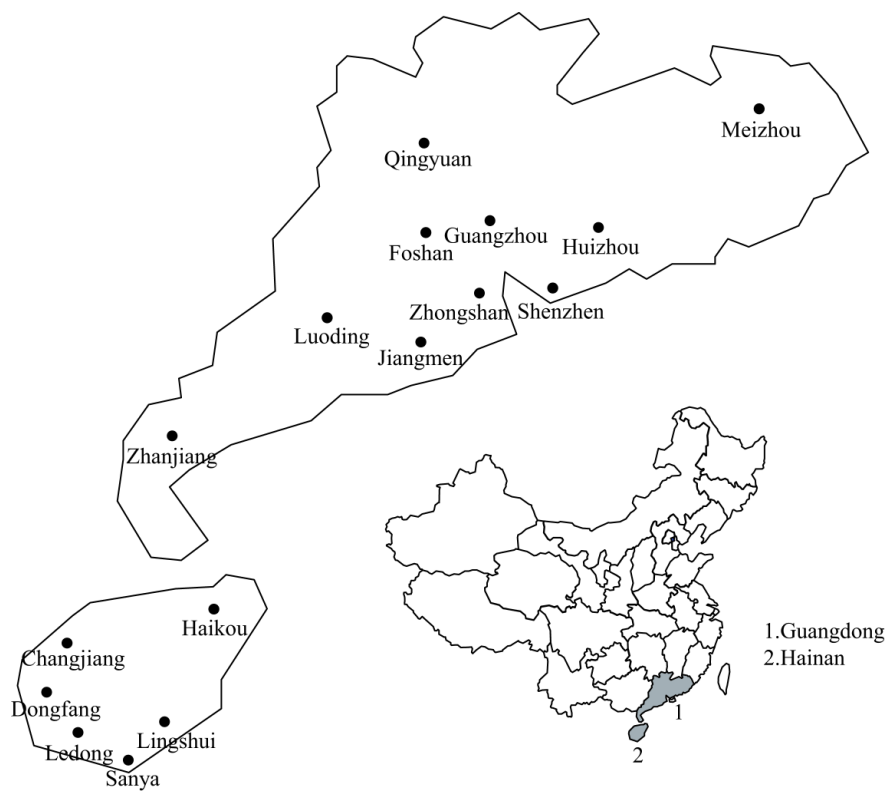 Meizhou
Qingyuan
Guangzhou
Foshan
Huizhou
Zhongshan
Shenzhen
Luoding
Jiangmen
Zhanjiang
Haikou
Changjiang
Dongfang
Lingshui
Ledong
Sanya
1.Guangdong
2.Hainan
1
2